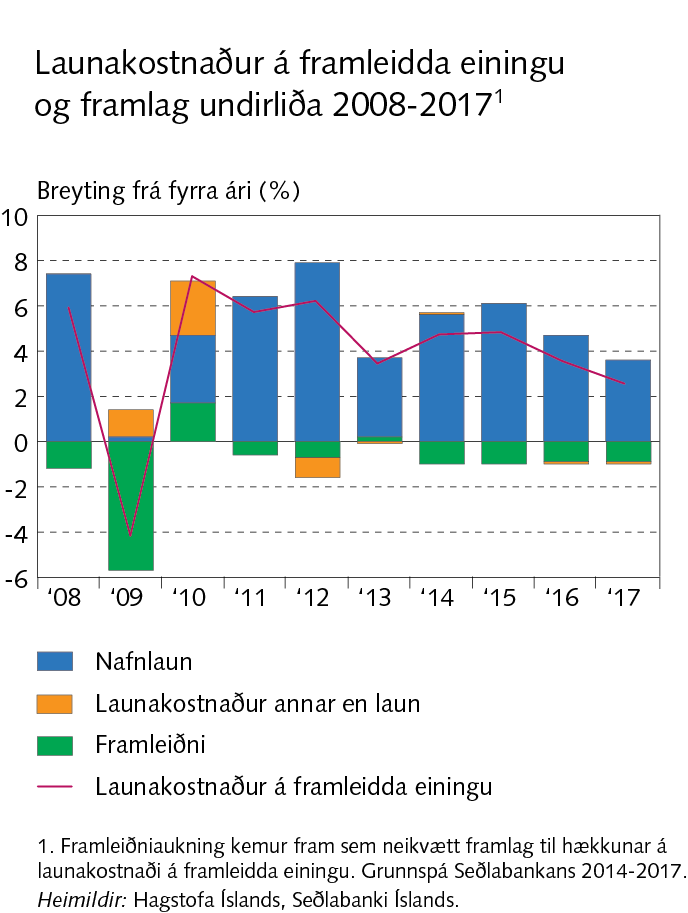 Launakostnaður á framleidda einingu
og framlag undirliða 2008-2017¹
Breyting frá fyrra ári (%)
10
8
6
4
2
0
-2
-4
-6
‘08 ‘09 ‘10 ‘11 ‘12 ‘13 ‘14 ‘15 ‘16 ‘17
Nafnlaun
Launakostnaður annar en laun
Framleiðni
Launakostnaður á framleidda einingu
1. Framleiðniaukning kemur fram sem neikvætt framlag til hækkunar á
launakostnaði á framleidda einingu. Grunnspá Seðlabankans 2014-2017.
Heimildir: Hagstofa Íslands, Seðlabanki Íslands.